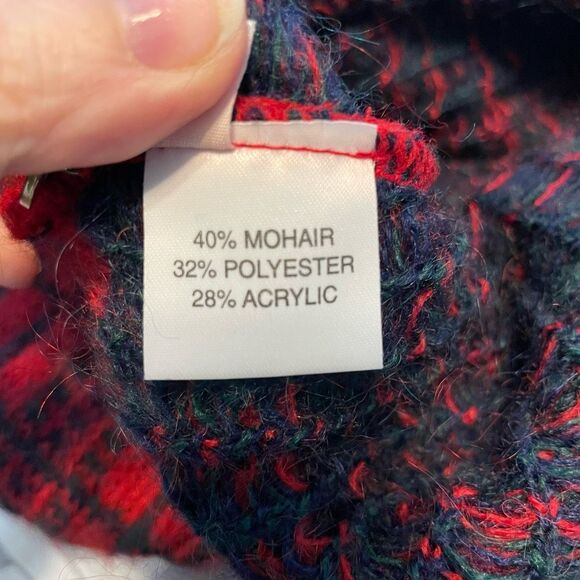 40% MOHAIR
32% POLYESTER
28% ACRYLIC